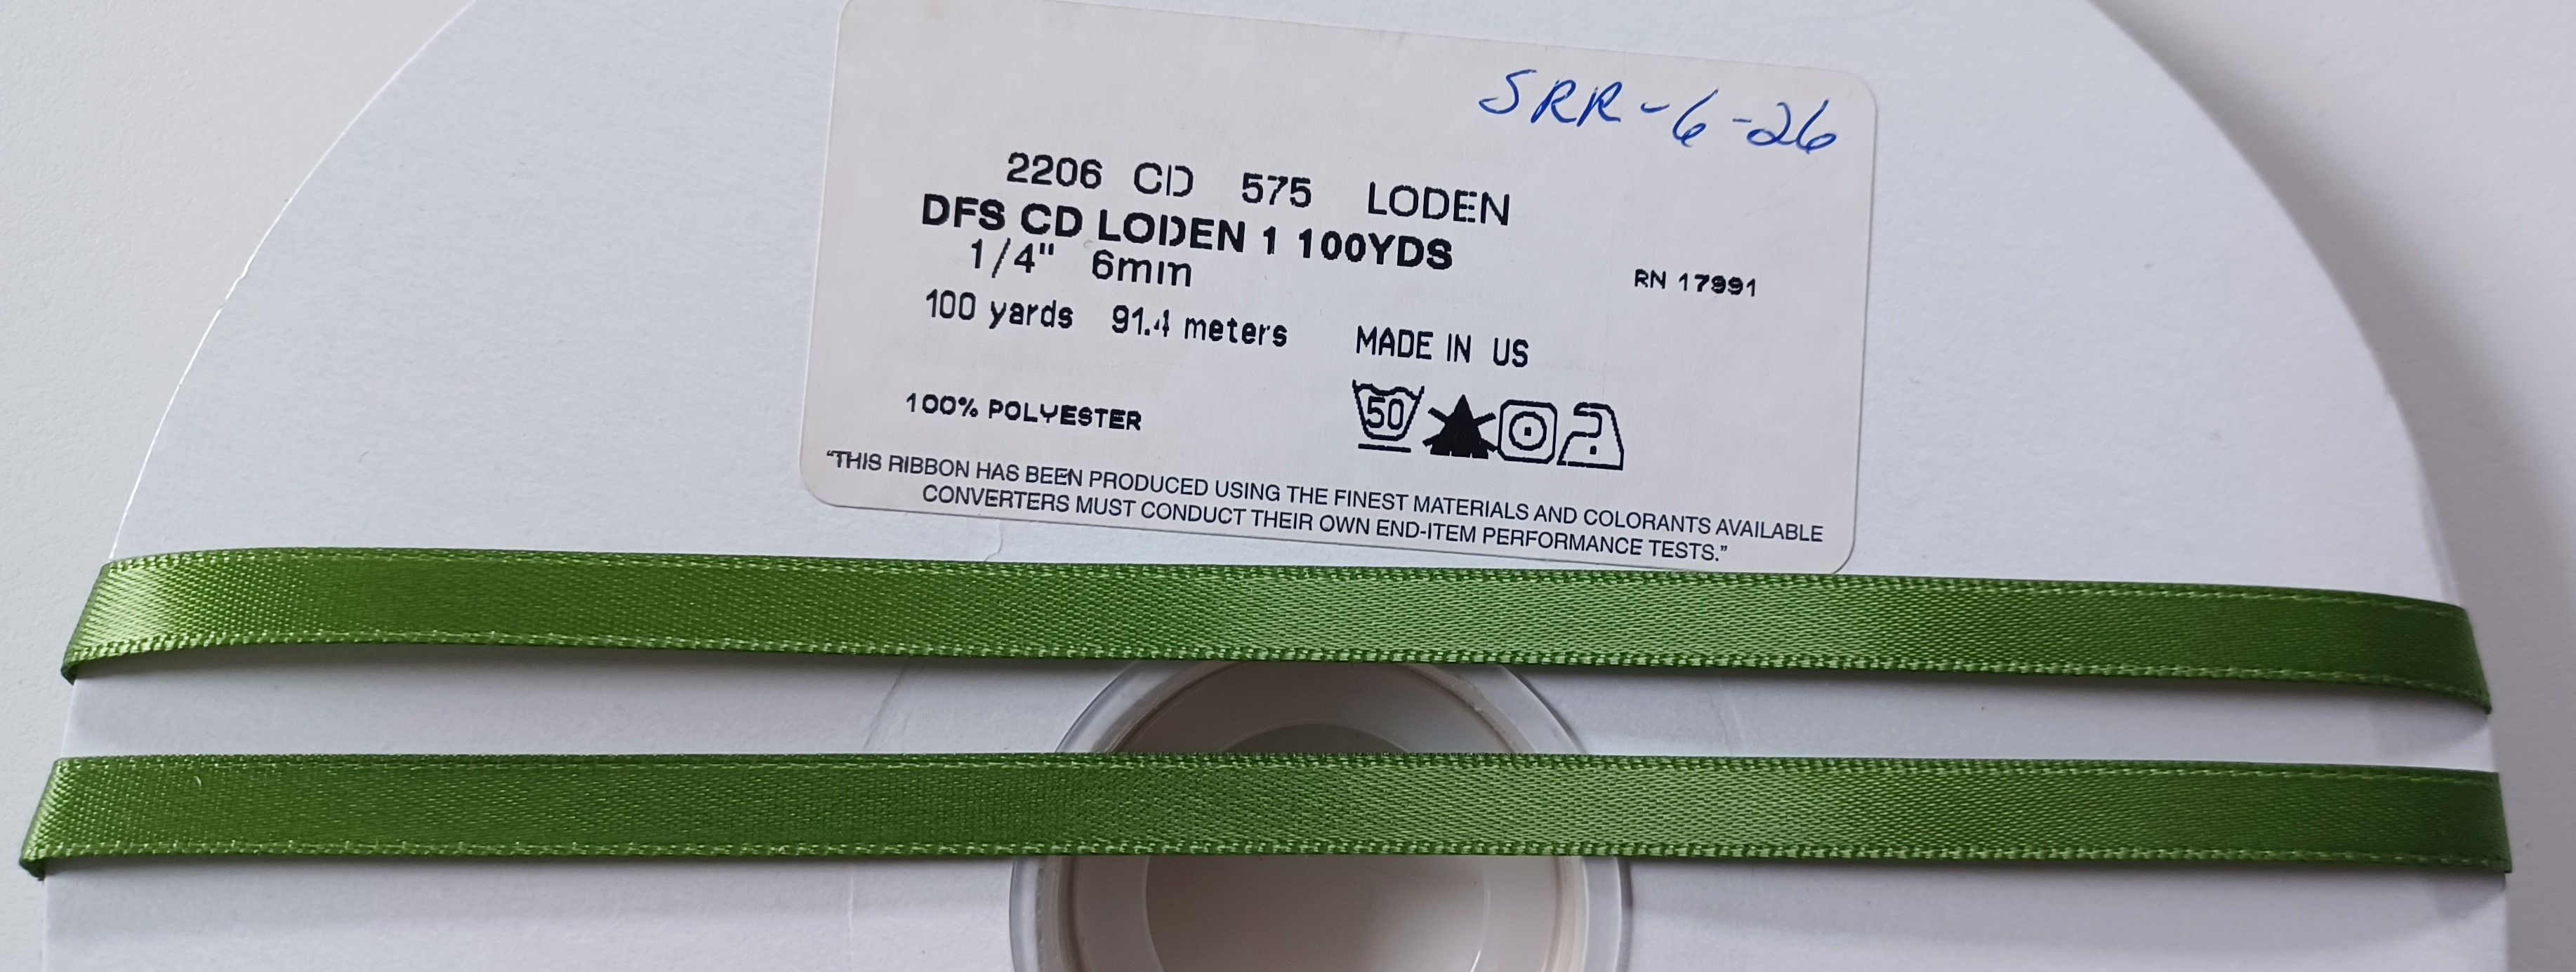 SRR-6-26
2206 CD 575 LODEN
DFS CD LODEN 1 100YDS
1/4" 6mm
RN 17991
100 yards 91.4 meters MADE IN US
50
100% POLYESTER
"THIS RIBBON HAS BEEN PRODUCED USING THE FINEST MATERIALS AND COLORANTS AVAILABLE
CONVERTERS MUST CONDUCT THEIR OWN END-ITEM PERFORMANCE TESTS."